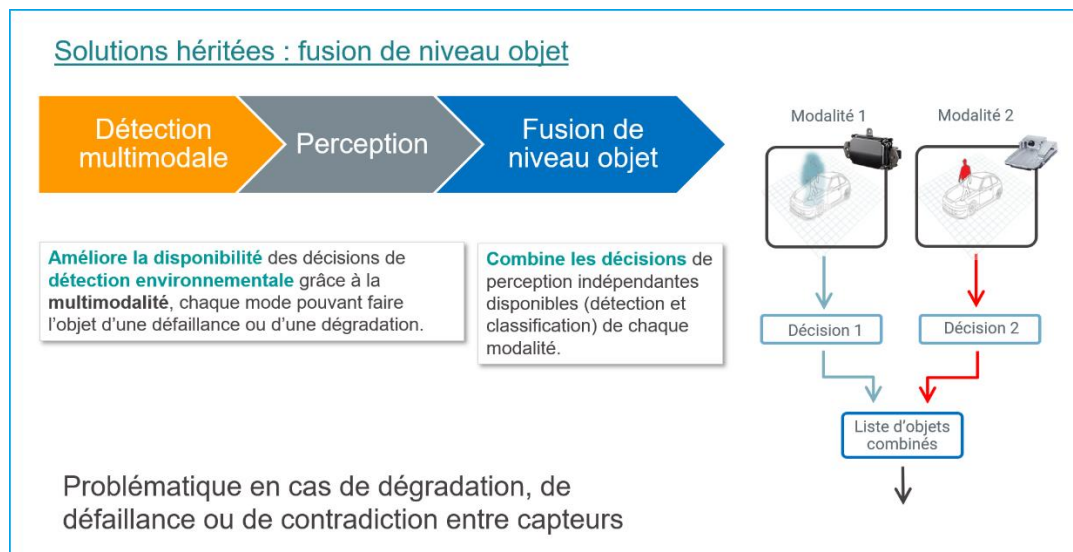 Solutions héritées : fusion de niveau objet
Détection
multimodale
Perception
Fusion de
niveau objet
Améliore la disponibilité des décisions de
détection environnementale grâce à la
multimodalité, chaque mode pouvant faire
l’objet d’une défaillance ou d’une dégradation.
Combine les décisions de
perception indépendantes
disponibles (détection et
classification) de chaque
modalité.
Modalité 1
Modalité 2
Décision 1
Décision 2
Liste d’objets
combinés
Problématique en cas de dégradation, de
défaillance ou de contradiction entre capteurs